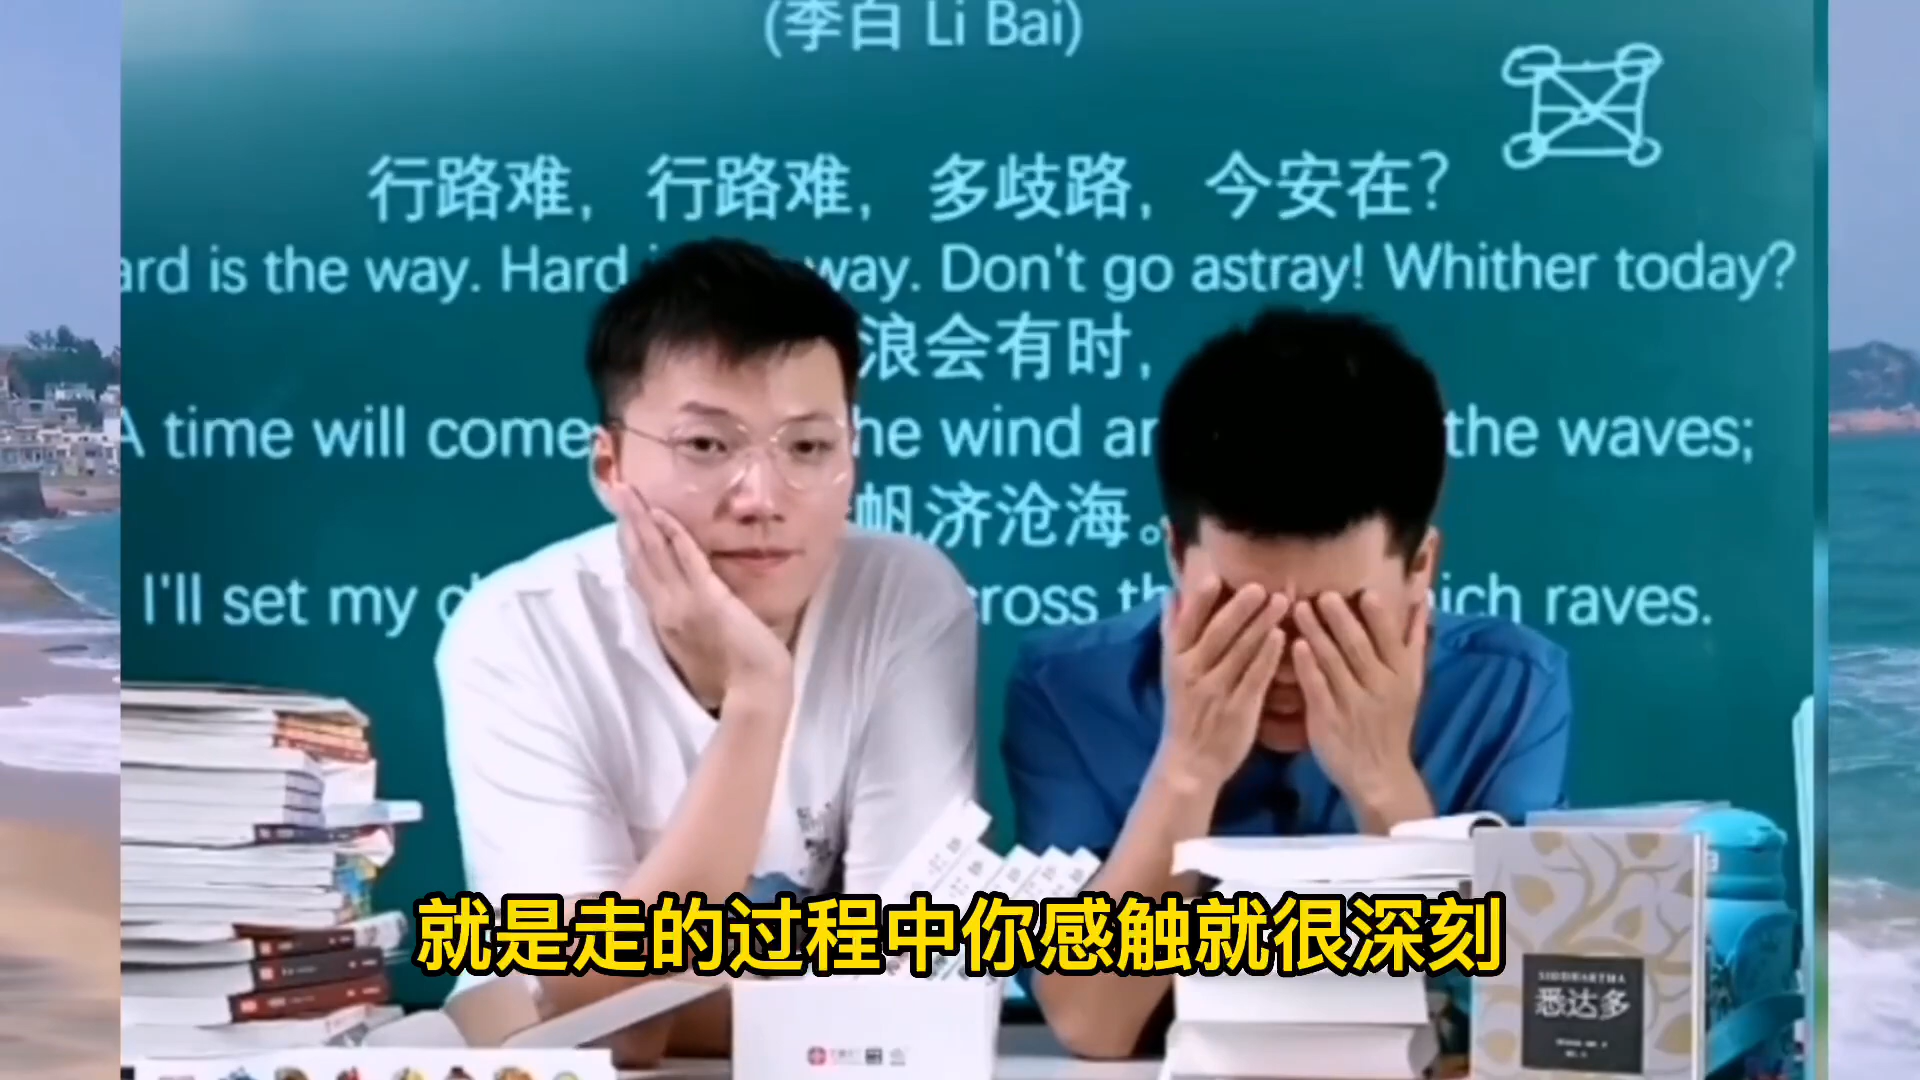 (李白 Li Bai)
行路难，行路难，多歧路，今安在?
ard is the way. Hard way. Don't go astray! Whither today?
浪会有时，
A time will come he wind an the waves;
帆济沧海。
I'll set my cross th ich raves.
就是走的过程中你感触就很深刻
SIDDHARTHA
悉达多